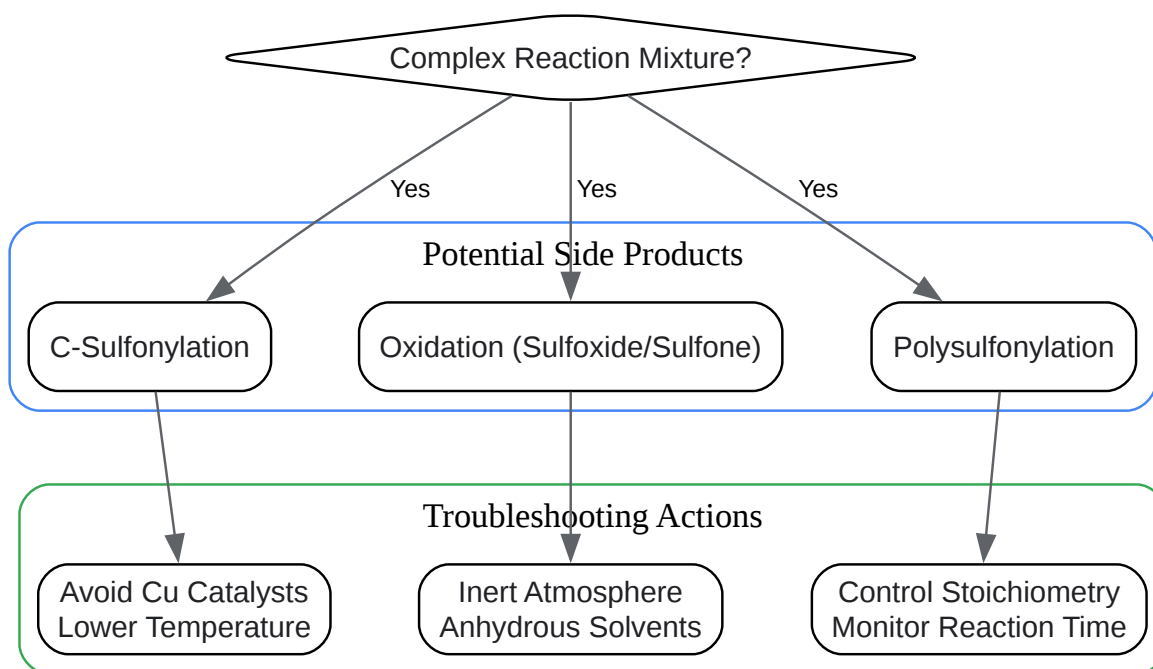 Complex Reaction Mixture?
Yes
Yes
Yes
Potential Side Products
C-Sulfonylation
Oxidation (Sulfoxide/Sulfone)
Polysulfonylation
Troubleshooting Actions
Avoid Cu Catalysts
Lower Temperature
Inert Atmosphere
Anhydrous Solvents
Control Stoichiometry
Monitor Reaction Time